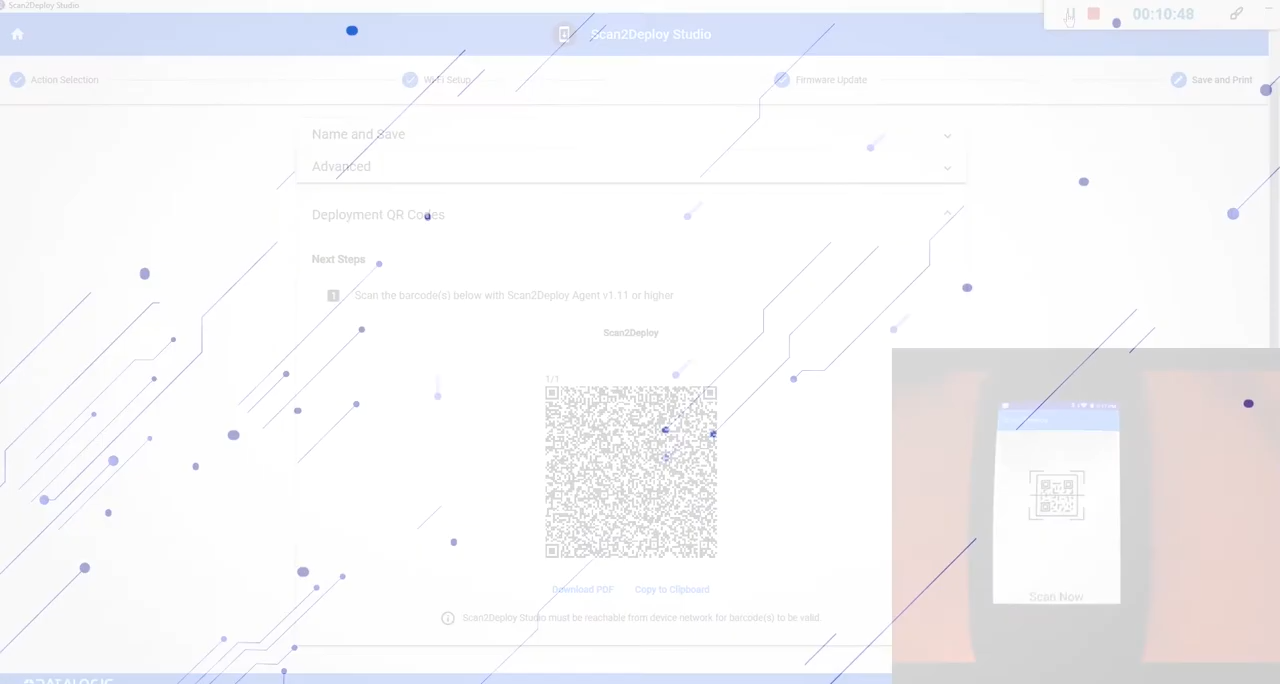 Scan2Deploy Studio
00:10:48
Scan2Deploy Studio
Action Selection
Wi-Fi Setup
Firmware Update
Save and Print
Name and Save
Advanced
Deployment QR Codes
Next Steps
1 Scan the barcode(s) below with Scan2Deploy Agent v1.11 or higher
Scan2Deploy
1/1
Download PDF Copy to Clipboard
Scan2Deploy Studio must be reachable from device network for barcode(s) to be valid.
Scan Now
DATALOGIC